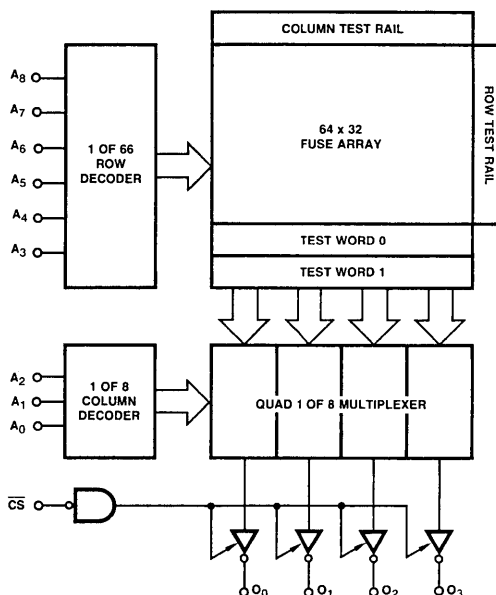 COLUMN TEST RAIL
ROW TEST RAIL
64 x 32
FUSE ARRAY
TEST WORD 0
TEST WORD 1
A8
A7
A6
A5
A4
A3
1 OF 66
ROW
DECODER
A2
A1
A0
1 OF 8
COLUMN
DECODER
QUAD 1 OF 8 MULTIPLEXER
CS
O0
O1
O2
O3